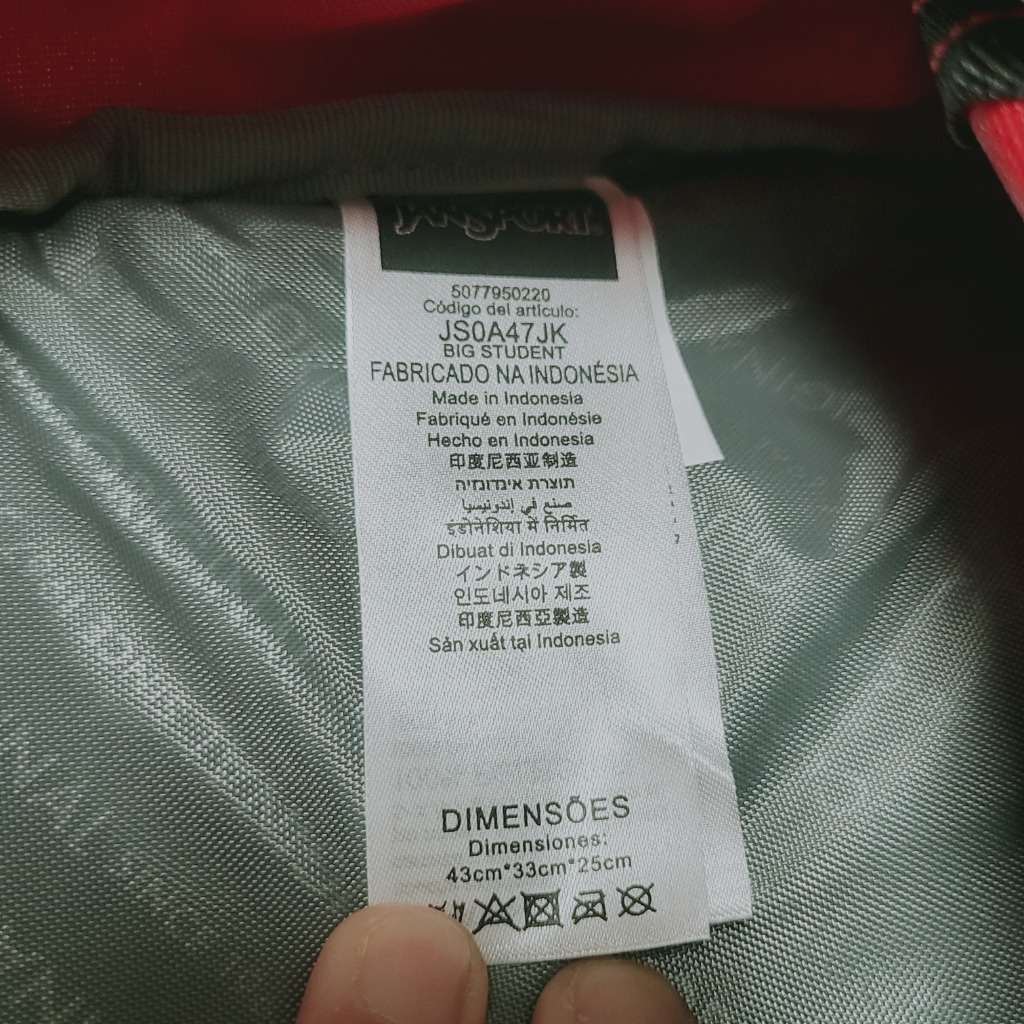 JANSPORT
5077950220
Código del artículo:
JS0A47JK
BIG STUDENT
FABRICADO NA INDONÉSIA
Made in Indonesia
Fabriqué en Indonésie
Hecho en Indonesia
印度尼西亚制造
תוצרת אינדונזיה
صنع في إندونيسيا
इंडोनेशिया में निर्मित
Dibuat di Indonesia
インドネシア製
인도네시아 제조
印度尼西亞製造
Sản xuất tại Indonesia
DIMENSÕES
Dimensiones:
43cm*33cm*25cm